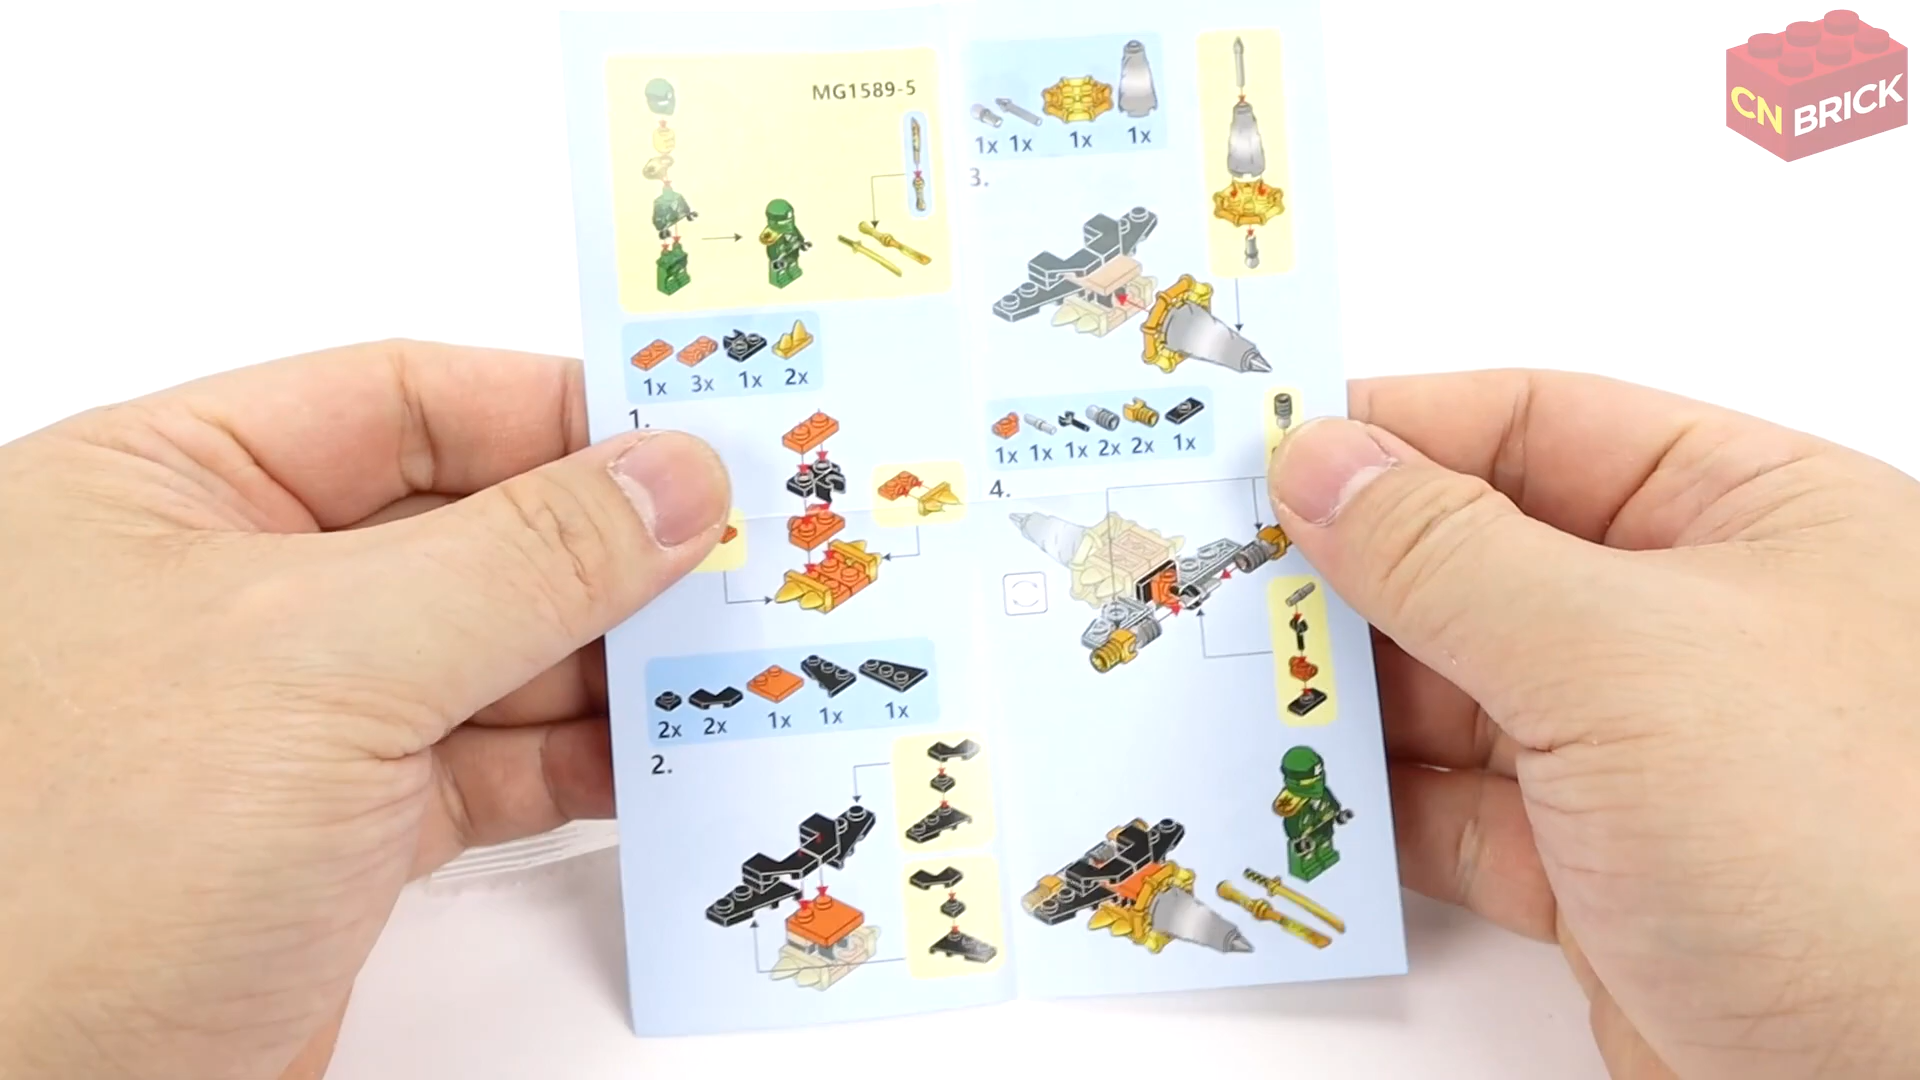 MG1589-5
1x 3x 1x 2x
1.
2x 2x 1x 1x 1x
2.
1x 1x 1x 1x
3.
1x 1x 1x 2x 2x 1x
4.
CN BRICK